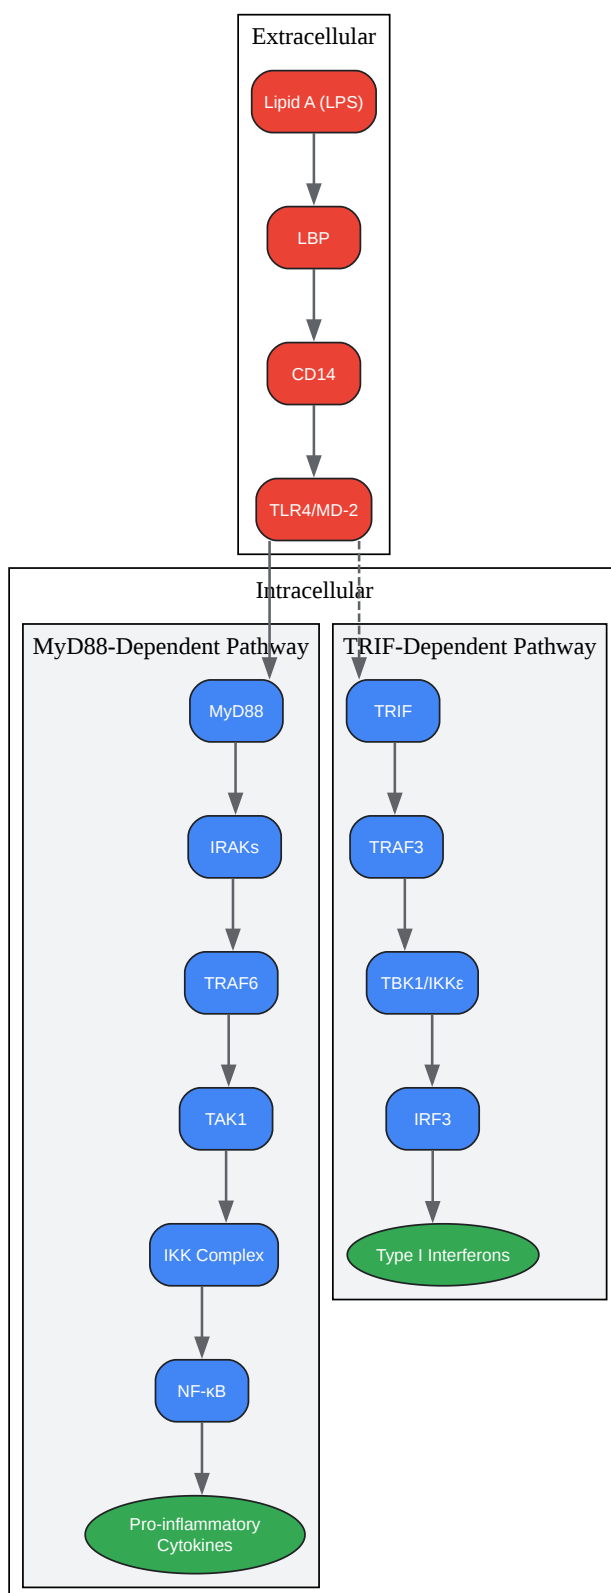 Extracellular
Lipid A (LPS)
LBP
CD14
TLR4/MD-2
Intracellular
MyD88-Dependent Pathway
MyD88
IRAKs
TRAF6
TAK1
IKK Complex
NF-κB
Pro-inflammatory
Cytokines
TRIF-Dependent Pathway
TRIF
TRAF3
TBK1/IKKε
IRF3
Type I Interferons